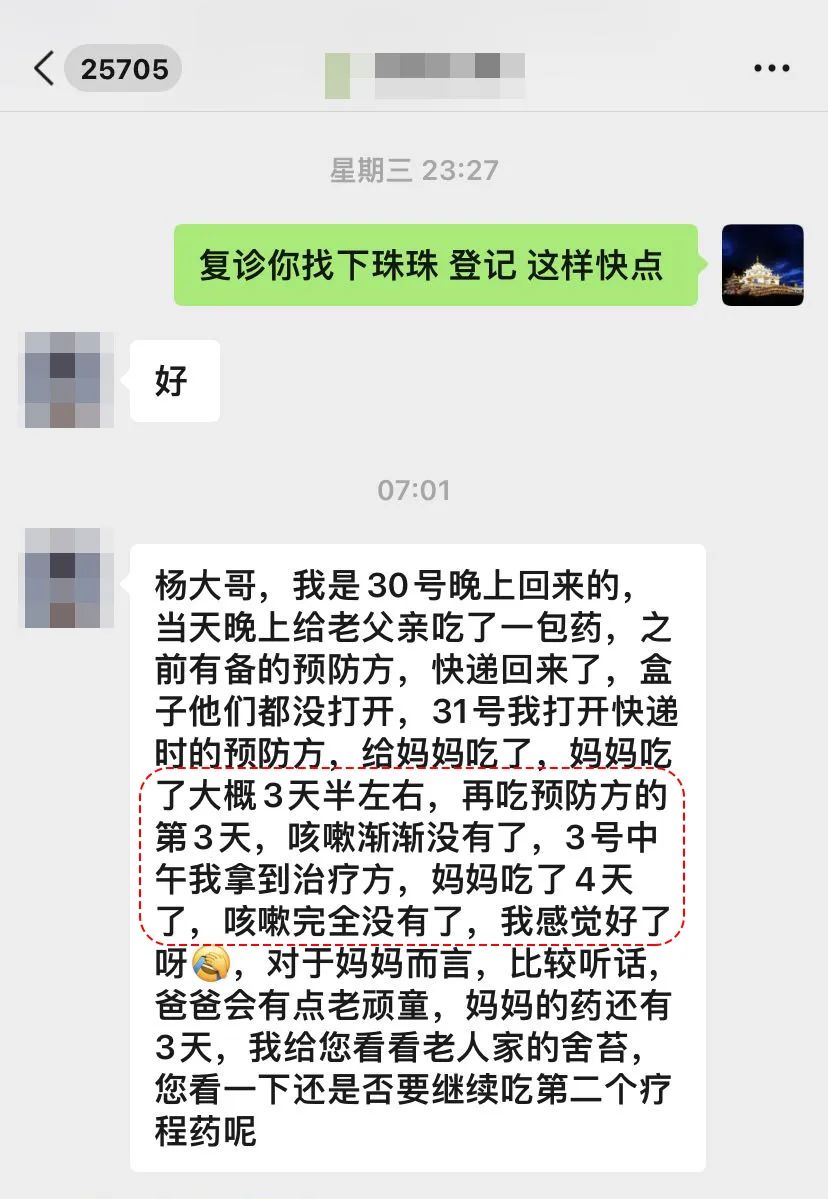 25705
星期三 23:27
复诊你找下珠珠 登记 这样快点
好
07:01
杨大哥，我是30号晚上回来的，
当天晚上给老父亲吃了一包药，之
前有备的预防方，快递回来了，盒
子他们都没打开，31号我打开快递
时的预防方，给妈妈吃了，妈妈吃
了大概3天半左右，再吃预防方的
第3天，咳嗽渐渐没有了，3号中
午我拿到治疗方，妈妈吃了4天
了，咳嗽完全没有了，我感觉好了
呀🤦，对于妈妈而言，比较听话，
爸爸会有点老顽童，妈妈的药还有
3天，我给您看看老人家的舍苔，
您看一下还是否要继续吃第二个疗
程药呢